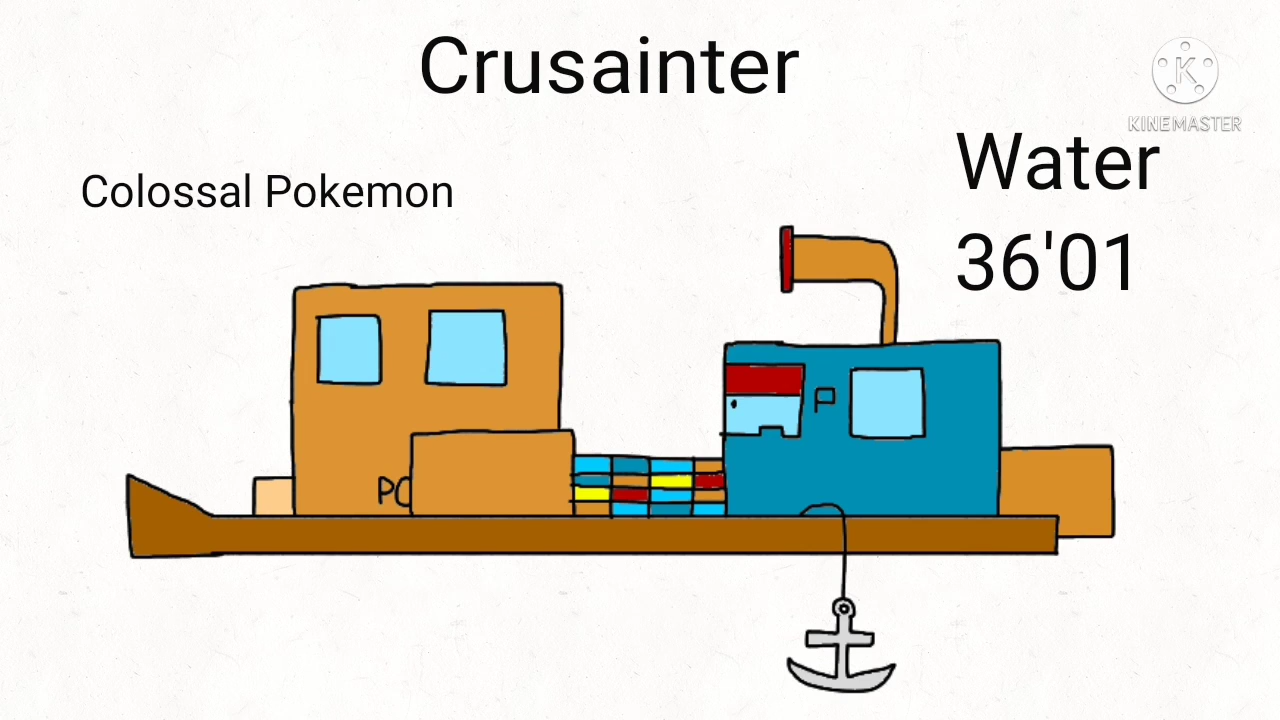 Crusainter
K
KINEMASTER
Water
Colossal Pokemon
36'01
P
PC